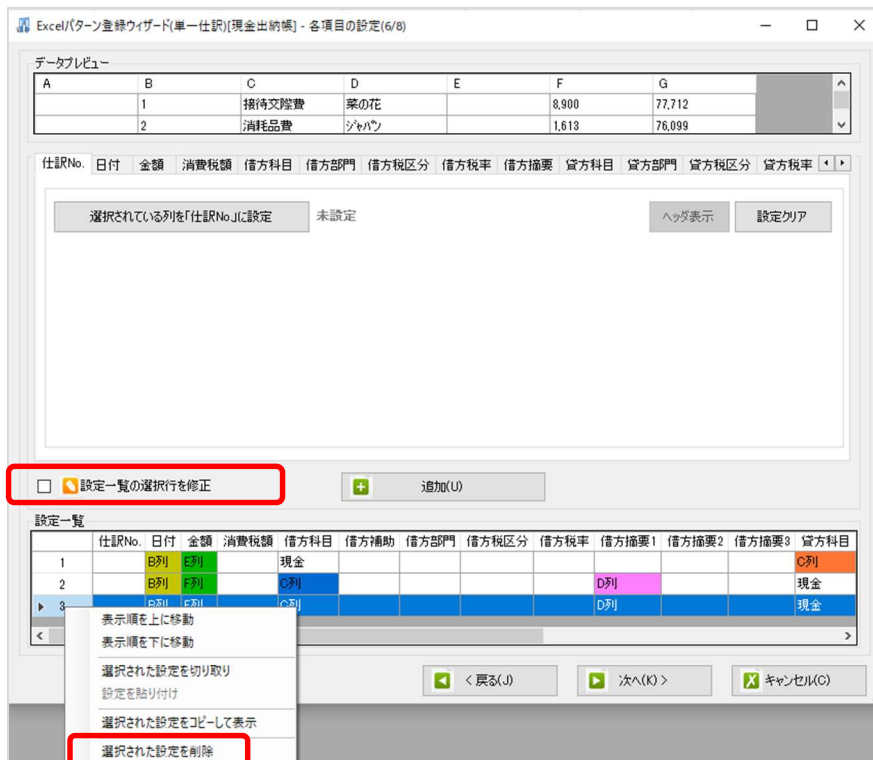 Excelパターン登録ウィザード(単一仕訳)[現金出納帳] - 各項目の設定(6/8)
データプレビュー
A B C D E F G
1 接待交際費 菜の花 8,900 77,712
2 消耗品費 ジャパン 1,613 76,099
仕訳No. 日付 金額 消費税額 借方科目 借方部門 借方税区分 借方税率 借方摘要 貸方科目 貸方部門 貸方税区分 貸方税率
選択されている列を「仕訳No.」に設定 未設定 ヘッダ表示 設定クリア
設定一覧の選択行を修正 追加(U)
設定一覧
仕訳No. 日付 金額 消費税額 借方科目 借方補助 借方部門 借方税区分 借方税率 借方摘要1 借方摘要2 借方摘要3 貸方科目
1 B列 E列 現金 C列
2 B列 F列 C列 D列 現金
3 B列 F列 C列 D列 現金
表示順を上に移動
表示順を下に移動
選択された設定を切り取り
設定を貼り付け
選択された設定をコピーして表示
選択された設定を削除
< 戻る(J) 次へ(K) > キャンセル(C)